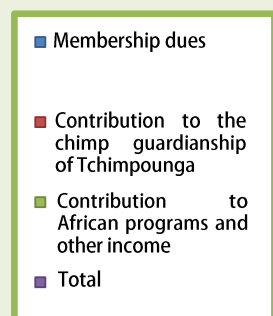 Membership dues
Contribution to the
chimp guardianship
of Tchimpounga
Contribution to
African programs and
other income
Total